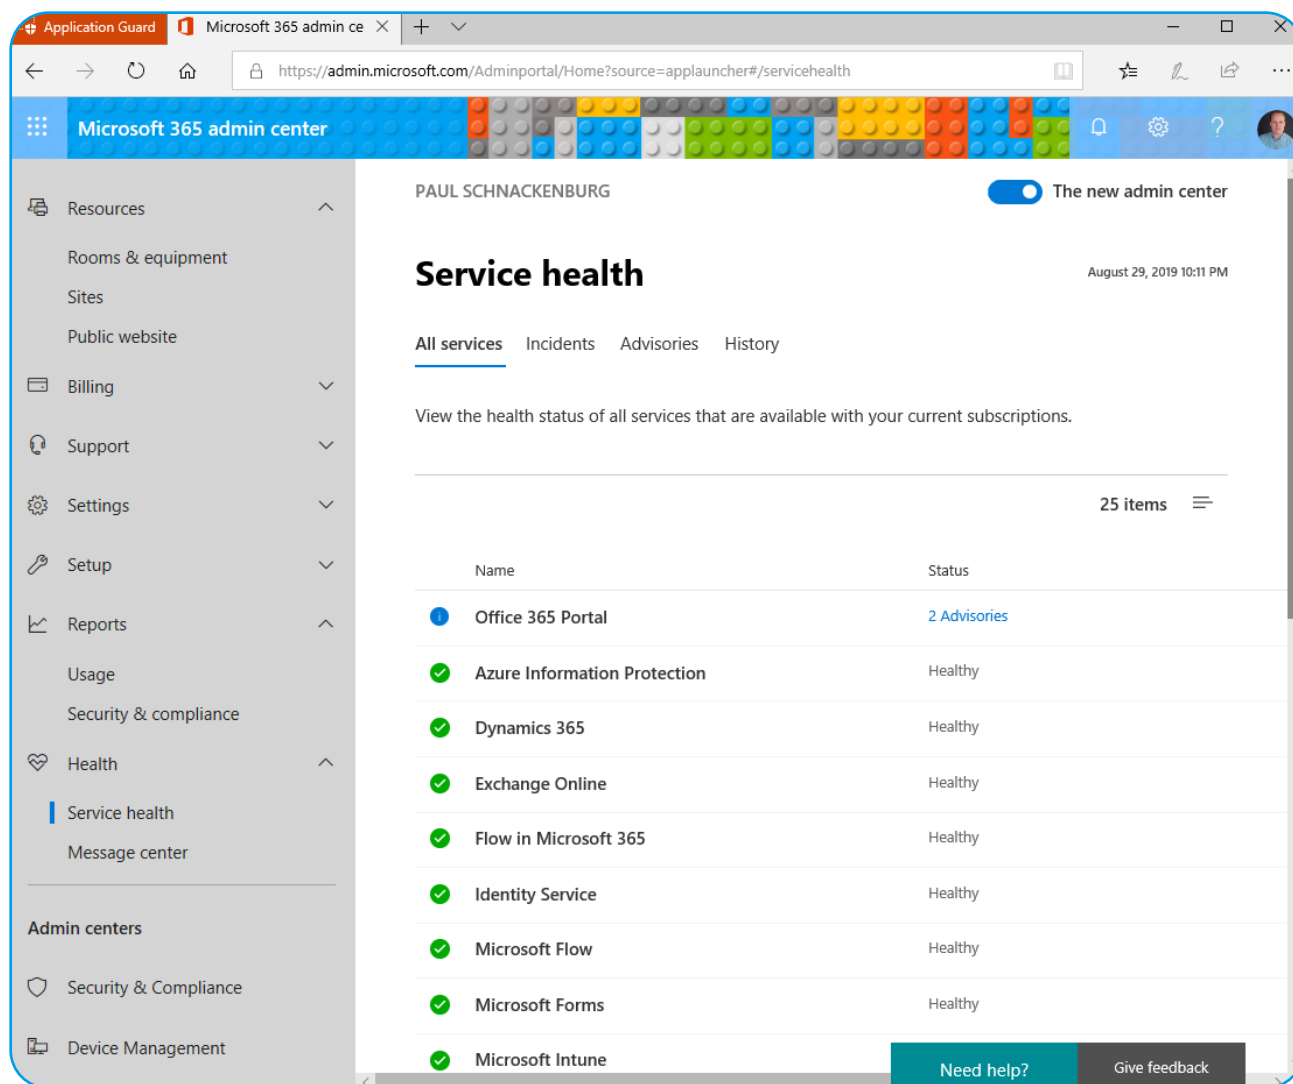 Application Guard
Microsoft 365 admin ce
https://admin.microsoft.com/Adminportal/Home?source=applauncher#/servicehealth
Microsoft 365 admin center
?
Resources
Rooms & equipment
Sites
Public website
Billing
Support
Settings
Setup
Reports
Usage
Security & compliance
Health
Service health
Message center
Admin centers
Security & Compliance
Device Management
PAUL SCHNACKENBURG
The new admin center
Service health
August 29, 2019 10:11 PM
All services Incidents Advisories History
View the health status of all services that are available with your current subscriptions.
25 items
Name Status
Office 365 Portal 2 Advisories
Azure Information Protection Healthy
Dynamics 365 Healthy
Exchange Online Healthy
Flow in Microsoft 365 Healthy
Identity Service Healthy
Microsoft Flow Healthy
Microsoft Forms Healthy
Microsoft Intune
Need help? Give feedback